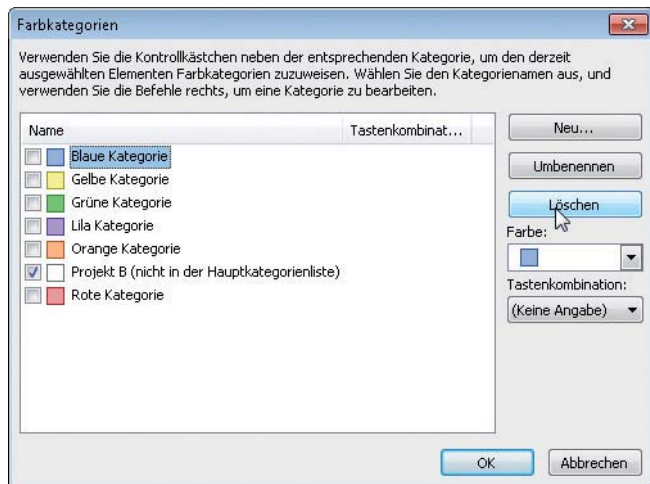 Farbkategorien
Verwenden Sie die Kontrollkästchen neben der entsprechenden Kategorie, um den derzeit
ausgewählten Elementen Farbkategorien zuzuweisen. Wählen Sie den Kategorienamen aus, und
verwenden Sie die Befehle rechts, um eine Kategorie zu bearbeiten.
Name Tastenkombinat...
Blaue Kategorie
Gelbe Kategorie
Grüne Kategorie
Lila Kategorie
Orange Kategorie
Projekt B (nicht in der Hauptkategorienliste)
Rote Kategorie
Neu...
Umbenennen
Löschen
Farbe:
Tastenkombination:
(Keine Angabe)
OK Abbrechen